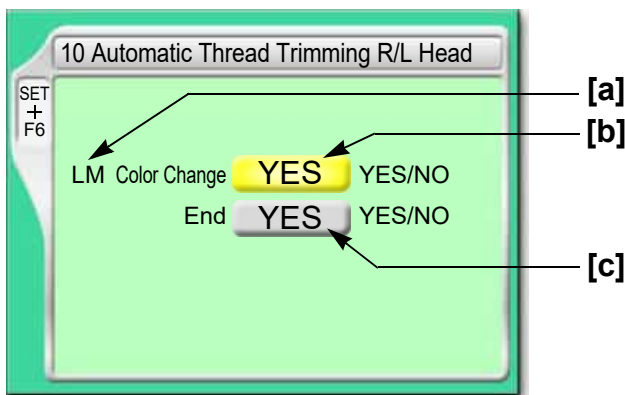 10 Automatic Thread Trimming R/L Head
SET
+
F6
[a]
[b]
LM Color Change YES YES/NO
End YES YES/NO
[c]